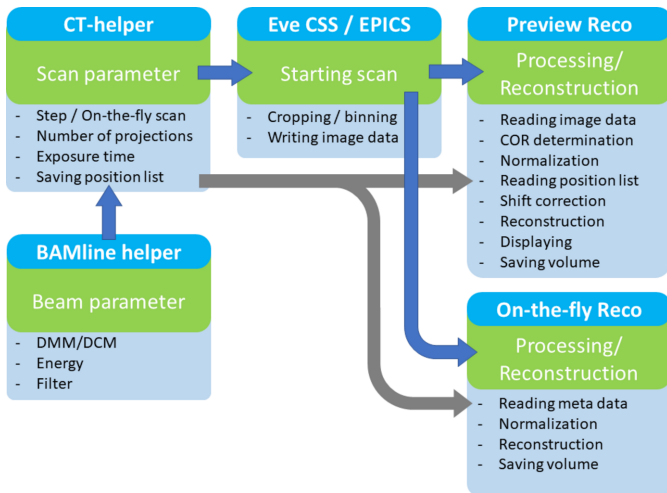 CT-helper
Scan parameter
- Step / On-the-fly scan
- Number of projections
- Exposure time
- Saving position list
Eve CSS / EPICS
Starting scan
- Cropping / binning
- Writing image data
Preview Reco
Processing/
Reconstruction
- Reading image data
- COR determination
- Normalization
- Reading position list
- Shift correction
- Reconstruction
- Displaying
- Saving volume
BAMline helper
Beam parameter
- DMM/DCM
- Energy
- Filter
On-the-fly Reco
Processing/
Reconstruction
- Reading meta data
- Normalization
- Reconstruction
- Saving volume